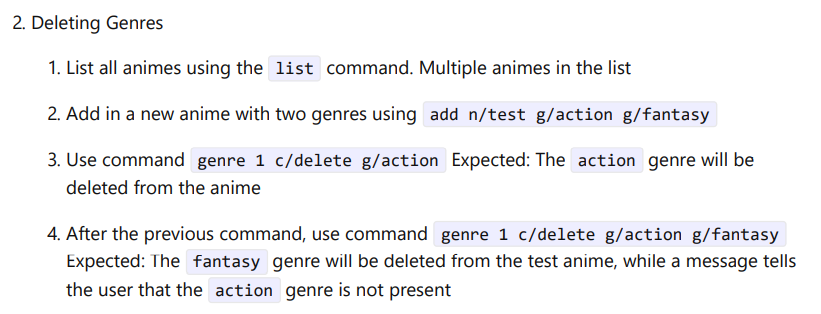 2. Deleting Genres
1. List all animes using the list command. Multiple animes in the list
2. Add in a new anime with two genres using add n/test g/action g/fantasy
3. Use command genre 1 c/delete g/action Expected: The action genre will be
deleted from the anime
4. After the previous command, use command genre 1 c/delete g/action g/fantasy
Expected: The fantasy genre will be deleted from the test anime, while a message tells
the user that the action genre is not present